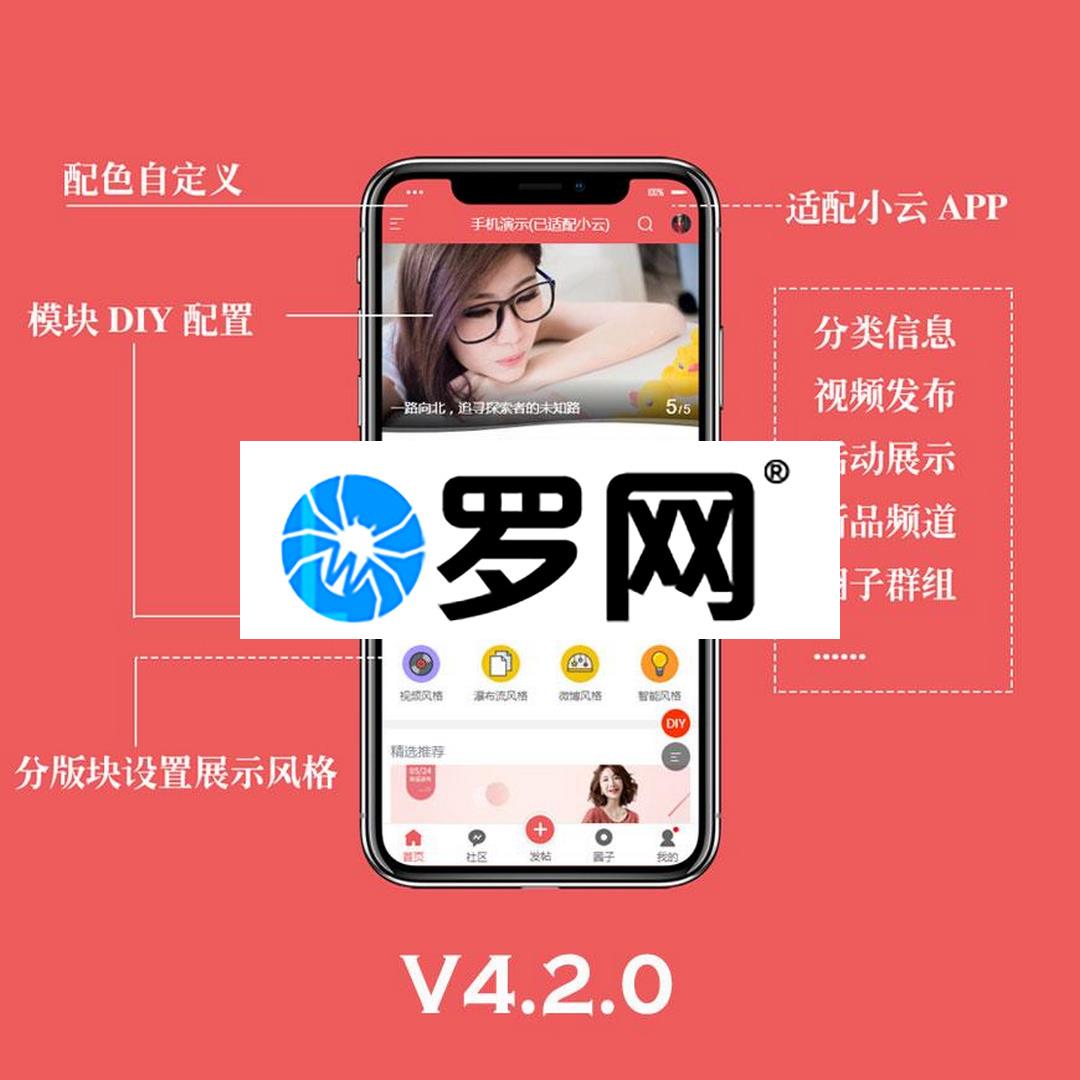 配色自定义
适配小云 APP
模块 DIY 配置
100%
手机演示(已适配小云)
一路向北，追寻探索者的未知路
5/5
分类信息
视频发布
动展示
品频道
子群组
······
罗网®
视频风格
瀑布流风格
微博风格
智能风格
DIY
精选推荐
05/24
分版块设置展示风格
首页
社区
发帖
圈子
我的
V4.2.0